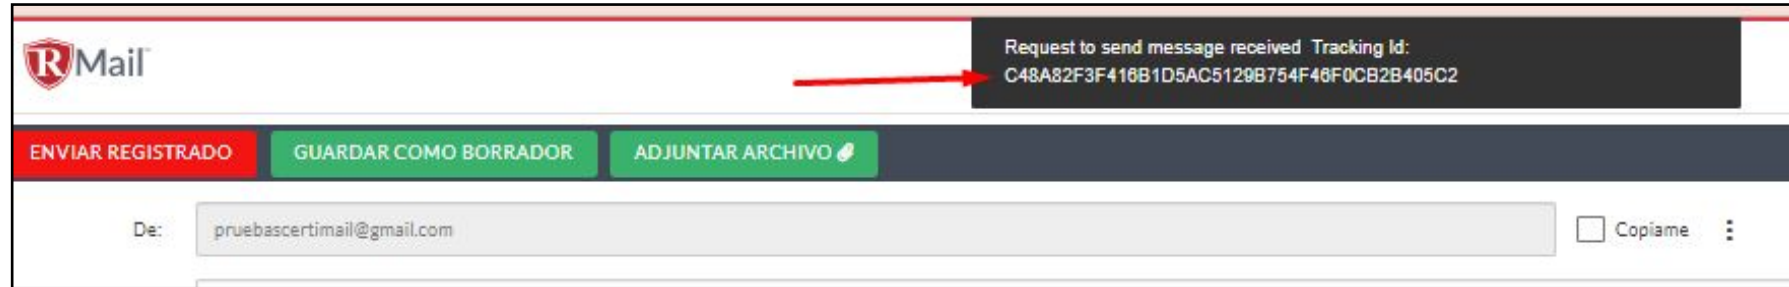 RMail™
Request to send message received Tracking Id:
C48A82F3F416B1D5AC5129B754F46F0CB2B405C2
ENVIAR REGISTRADO GUARDAR COMO BORRADOR ADJUNTAR ARCHIVO
De: pruebascertimail@gmail.com Copiame